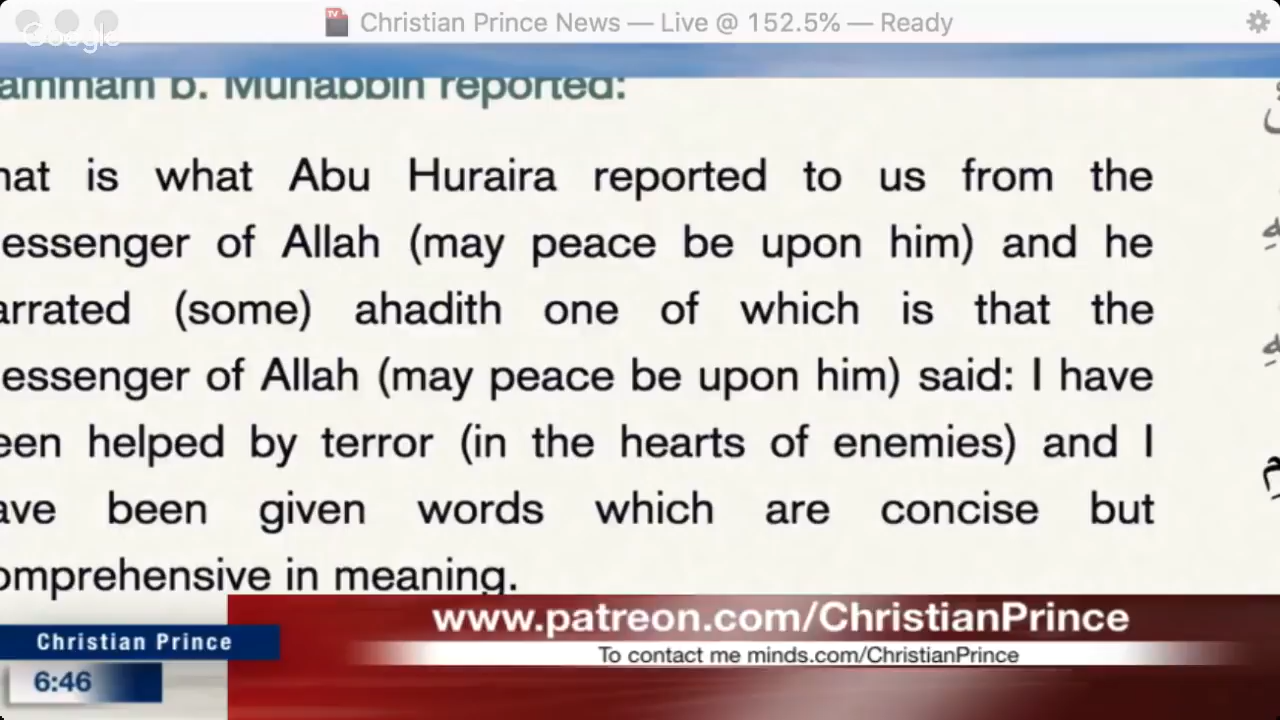 Christian Prince News — Live @ 152.5% — Ready
Google
ammam b. Munabbih reported:
hat is what Abu Huraira reported to us from the
essenger of Allah (may peace be upon him) and he
arrated (some) ahadith one of which is that the
essenger of Allah (may peace be upon him) said: I have
een helped by terror (in the hearts of enemies) and I
ave been given words which are concise but
omprehensive in meaning.
www.patreon.com/ChristianPrince
Christian Prince
To contact me minds.com/ChristianPrince
6:46